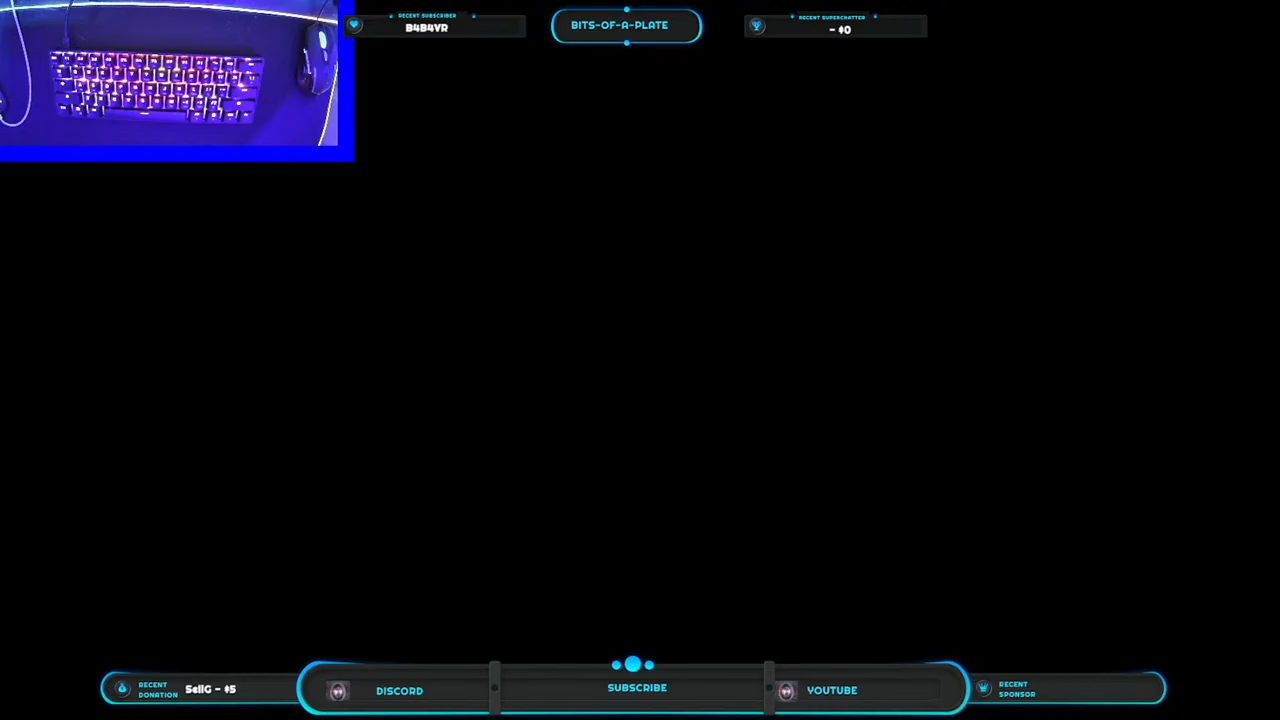 RECENT SUBSCRIBER
B4B4VR
BITS-OF-A-PLATE
RECENT SUPERCHATTER
- $0
RECENT
DONATION
SellG - $5
DISCORD
SUBSCRIBE
YOUTUBE
RECENT
SPONSOR